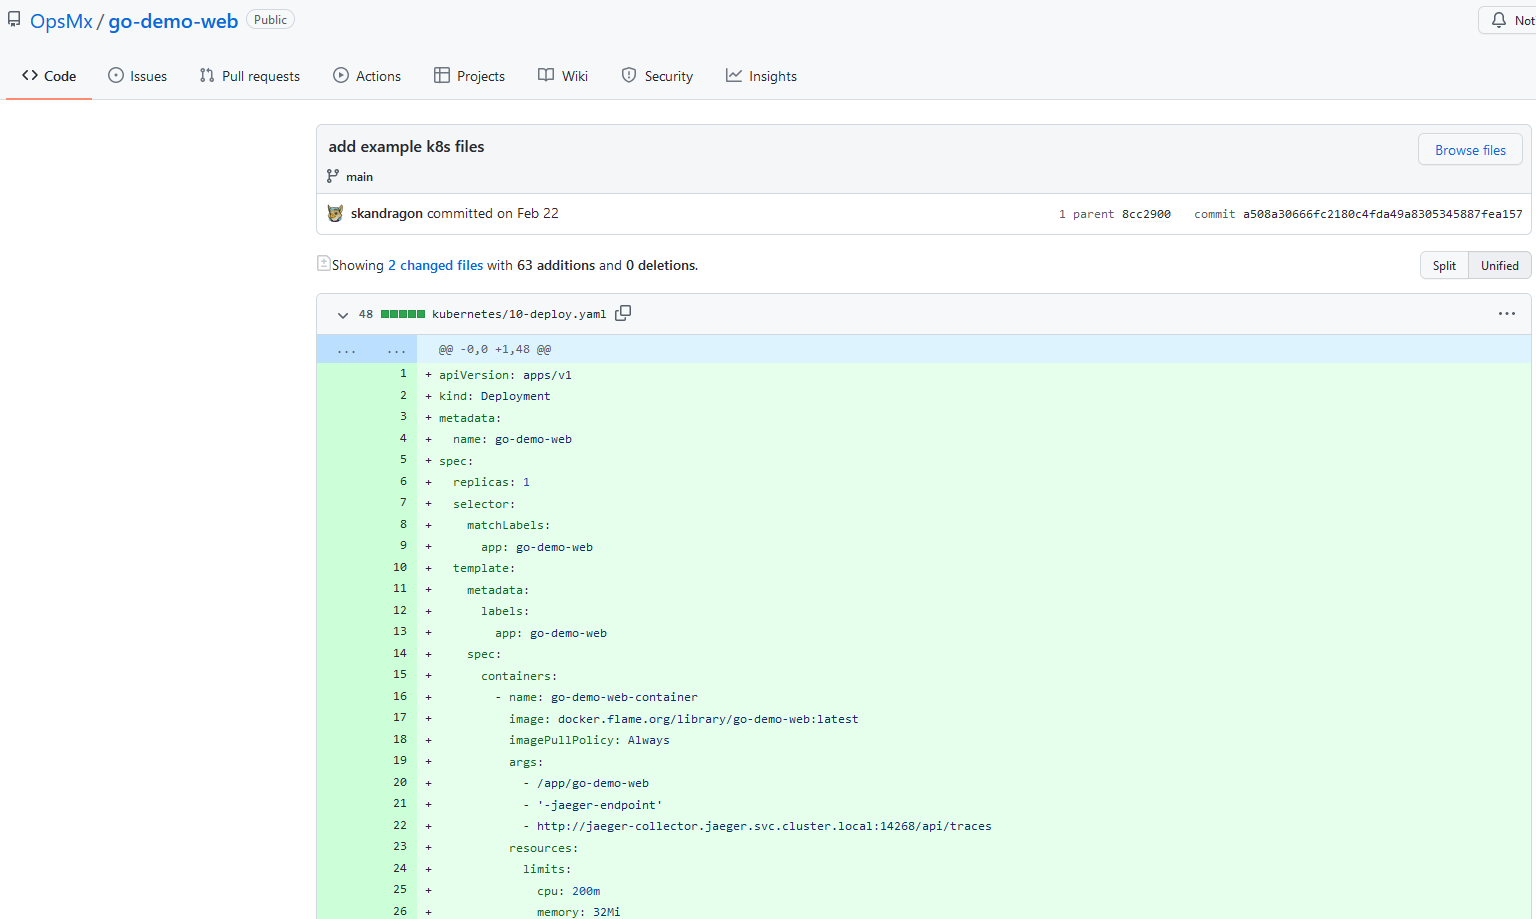 OpsMx / go-demo-web Public Not
Code Issues Pull requests Actions Projects Wiki Security Insights
add example k8s files
Browse files
main
skandragon committed on Feb 22 1 parent 8cc2900 commit a508a30666fc2180c4fda49a8305345887fea157
Showing 2 changed files with 63 additions and 0 deletions. Split Unified
48 kubernetes/10-deploy.yaml ...
... ... @@ -0,0 +1,48 @@
1 + apiVersion: apps/v1
2 + kind: Deployment
3 + metadata:
4 +   name: go-demo-web
5 + spec:
6 +   replicas: 1
7 +   selector:
8 +     matchLabels:
9 +       app: go-demo-web
10 +   template:
11 +     metadata:
12 +       labels:
13 +         app: go-demo-web
14 +     spec:
15 +       containers:
16 +         - name: go-demo-web-container
17 +           image: docker.flame.org/library/go-demo-web:latest
18 +           imagePullPolicy: Always
19 +           args:
20 +             - /app/go-demo-web
21 +             - '-jaeger-endpoint'
22 +             - http://jaeger-collector.jaeger.svc.cluster.local:14268/api/traces
23 +           resources:
24 +             limits:
25 +               cpu: 200m
26 +               memory: 32Mi